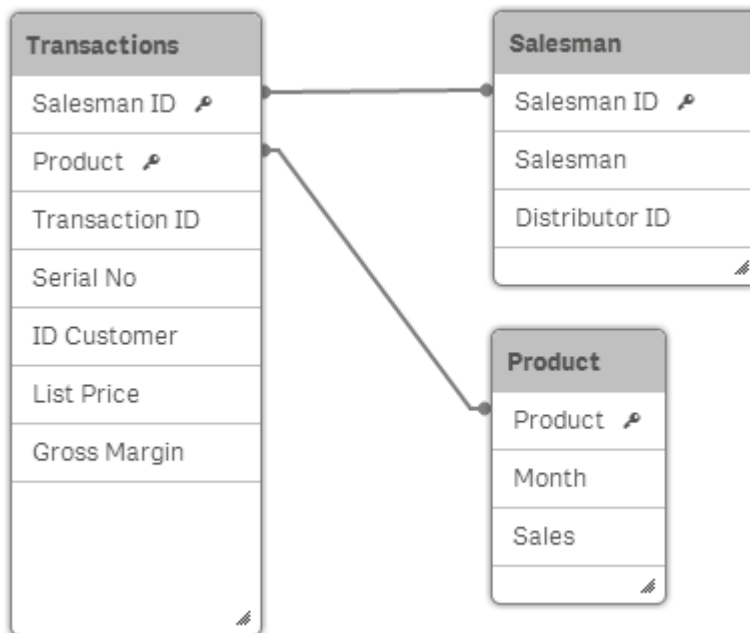 Transactions
Salesman ID
Product
Transaction ID
Serial No
ID Customer
List Price
Gross Margin
Salesman
Salesman ID
Salesman
Distributor ID
Product
Product
Month
Sales